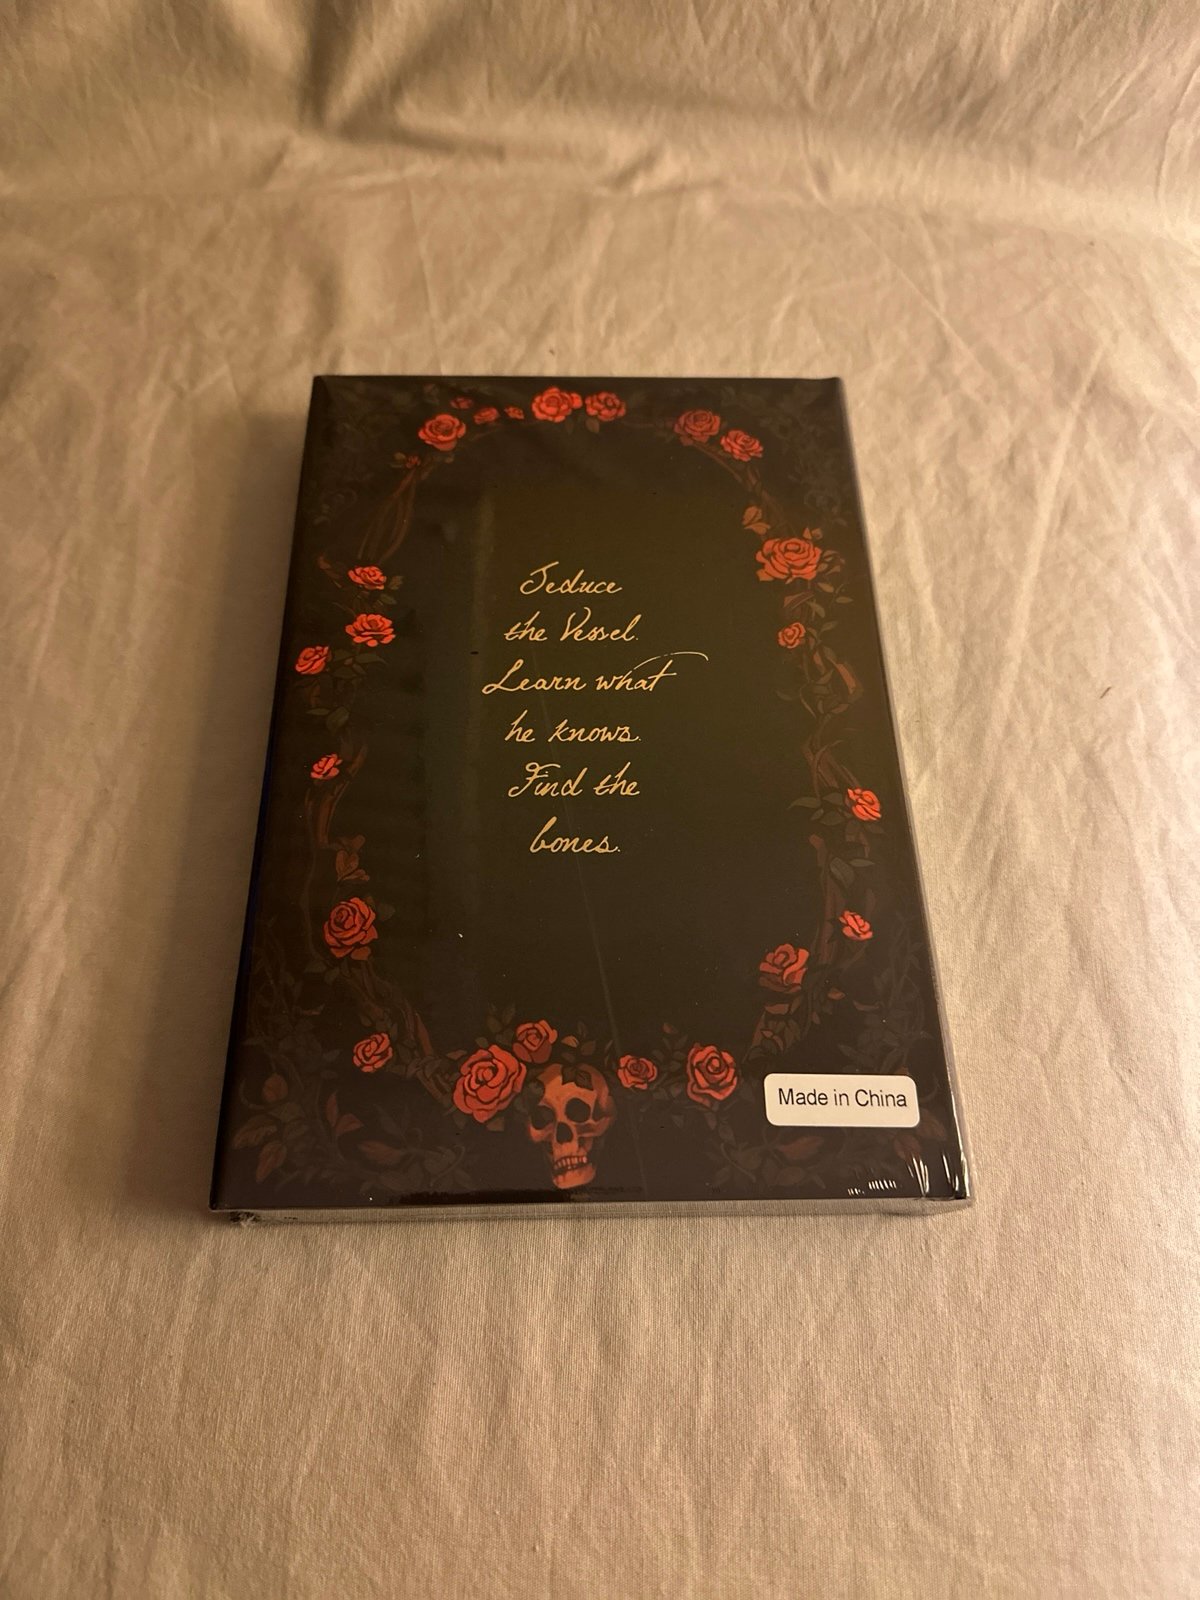 Seduce
the Vessel.
Learn what
he knows.
Find the
bones.
Made in China